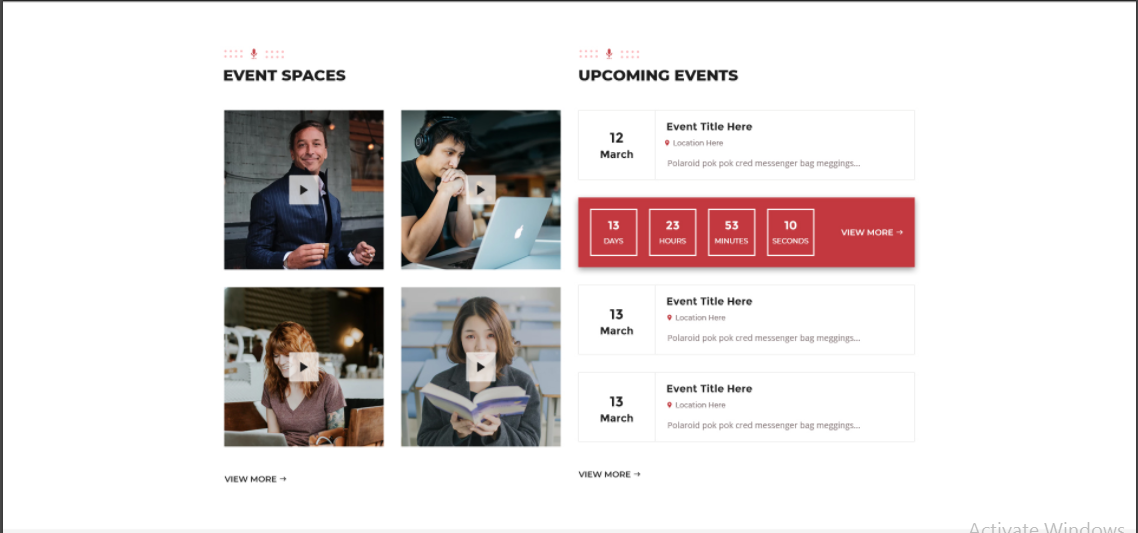 EVENT SPACES
VIEW MORE →
UPCOMING EVENTS
12
March
Event Title Here
Location Here
Polaroid pok pok cred messenger bag meggings...
13
DAYS
23
HOURS
53
MINUTES
10
SECONDS
VIEW MORE →
13
March
Event Title Here
Location Here
Polaroid pok pok cred messenger bag meggings...
13
March
Event Title Here
Location Here
Polaroid pok pok cred messenger bag meggings...
VIEW MORE →
Activate Windows